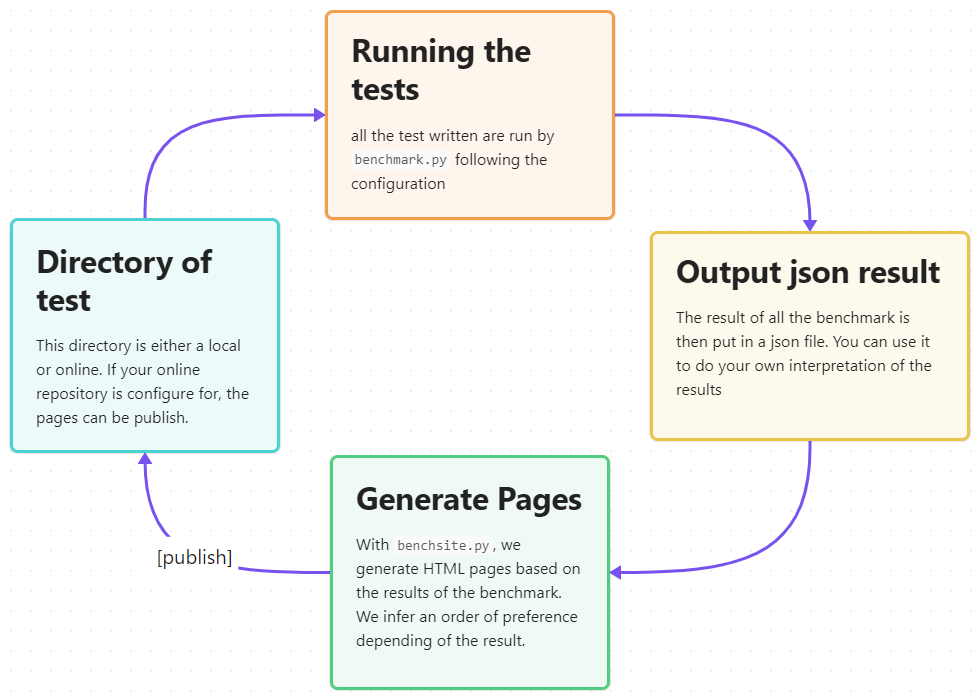 Running the
tests
all the test written are run by
benchmark.py following the
configuration
Directory of
test
This directory is either a local
or online. If your online
repository is configure for, the
pages can be publish.
Output json result
The result of all the benchmark is
then put in a json file. You can use it
to do your own interpretation of the
results
Generate Pages
With benchsite.py, we
generate HTML pages based on
the results of the benchmark.
We infer an order of preference
depending of the result.
[publish]